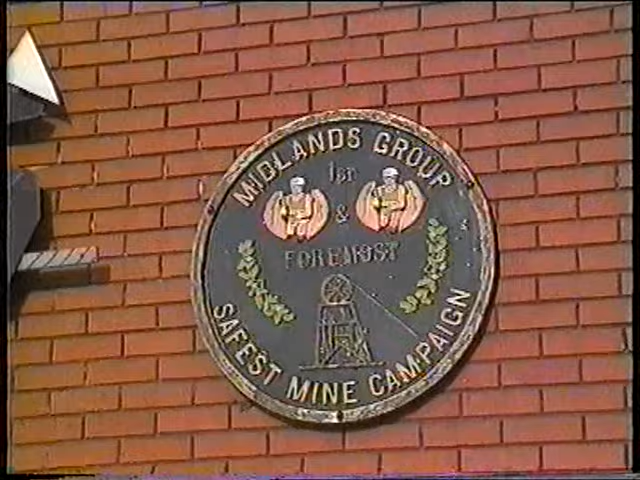 MIDLANDS GROUP
1st
&
FOREMOST
SAFEST MINE CAMPAIGN